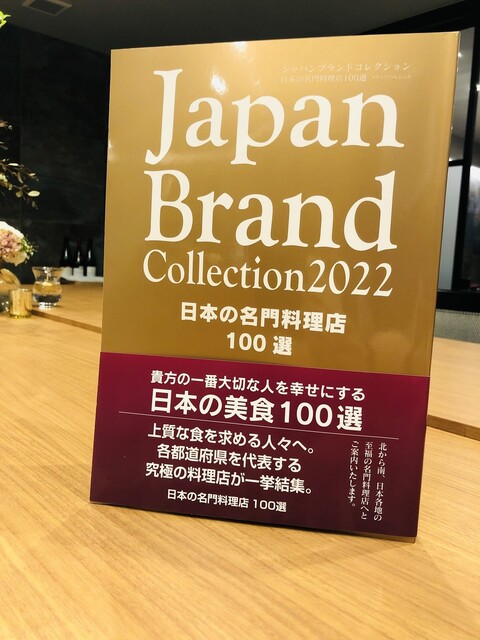 ジャパンブランドコレクション
日本の名門料理店100選
Japan
Brand
Collection2022
日本の名門料理店
100選
貴方の一番大切な人を幸せにする
日本の美食100選
上質な食を求める人々へ。
各都道府県を代表する
究極の料理店が一挙結集。
日本の名門料理店 100選
北から南、日本各地の
至福の名門料理店へと
ご案内いたします。